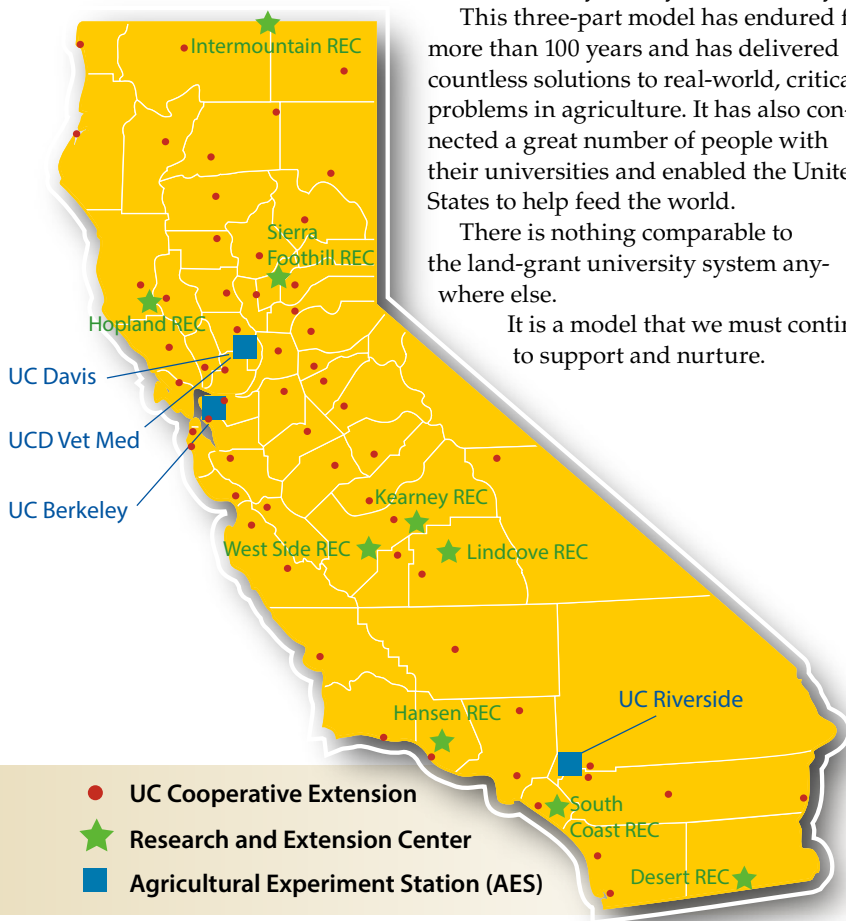 This three-part model has endured f
more than 100 years and has delivered
countless solutions to real-world, critica
problems in agriculture. It has also con-
nected a great number of people with
their universities and enabled the Unite
States to help feed the world.
There is nothing comparable to
the land-grant university system any-
where else.
It is a model that we must contin
to support and nurture.
Intermountain REC
Sierra
Foothill REC
Hopland REC
UC Davis
UCD Vet Med
UC Berkeley
Kearney REC
West Side REC
Lindcove REC
Hansen REC
UC Riverside
South
Coast REC
Desert REC
UC Cooperative Extension
Research and Extension Center
Agricultural Experiment Station (AES)